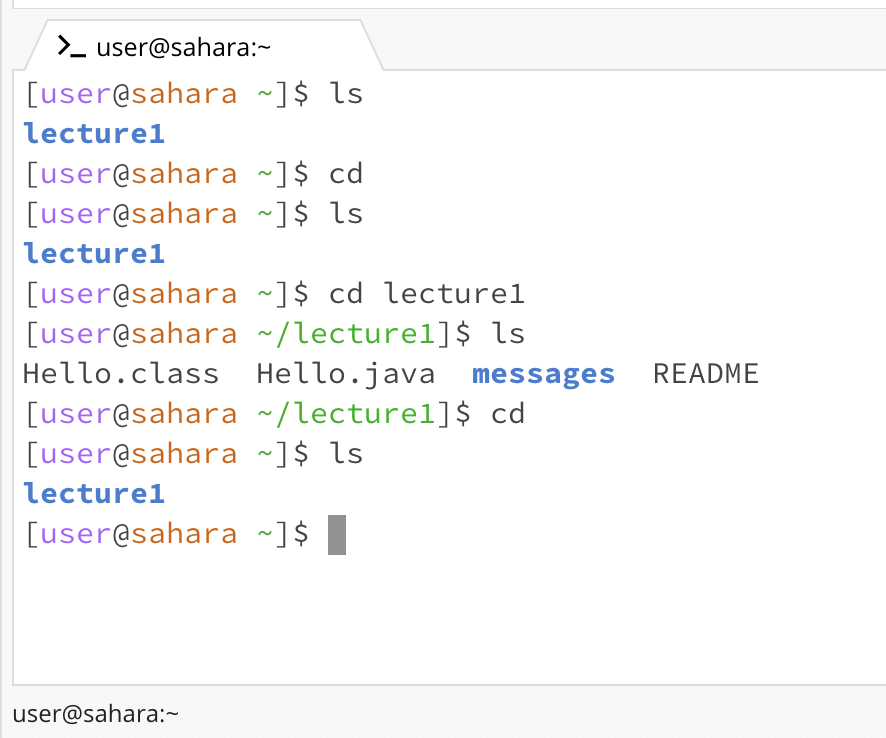 user@sahara:~
[user@sahara ~]$ ls
lecture1
[user@sahara ~]$ cd
[user@sahara ~]$ ls
lecture1
[user@sahara ~]$ cd lecture1
[user@sahara ~/lecture1]$ ls
Hello.class  Hello.java  messages  README
[user@sahara ~/lecture1]$ cd
[user@sahara ~]$ ls
lecture1
[user@sahara ~]$
user@sahara:~